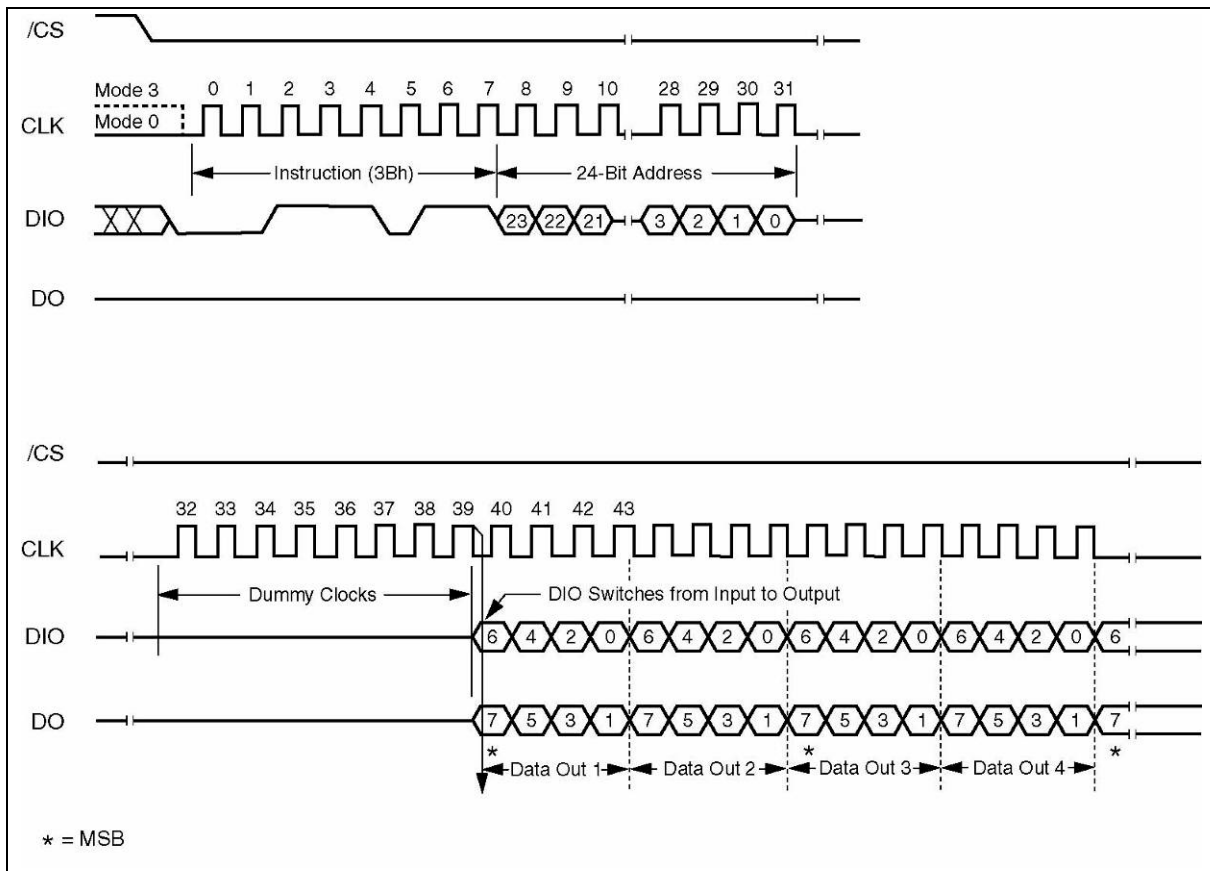 /CS
Mode 3 0 1 2 3 4 5 6 7 8 9 10 28 29 30 31
CLK Mode 0
Instruction (3Bh) 24-Bit Address
DIO 23 22 21 3 2 1 0
DO
/CS
32 33 34 35 36 37 38 39 40 41 42 43
CLK
Dummy Clocks DIO Switches from Input to Output
DIO 6 4 2 0 6 4 2 0 6 4 2 0 6 4 2 0 6
DO 7 5 3 1 7 5 3 1 7 5 3 1 7 5 3 1 7
* * *
Data Out 1 Data Out 2 Data Out 3 Data Out 4
* = MSB